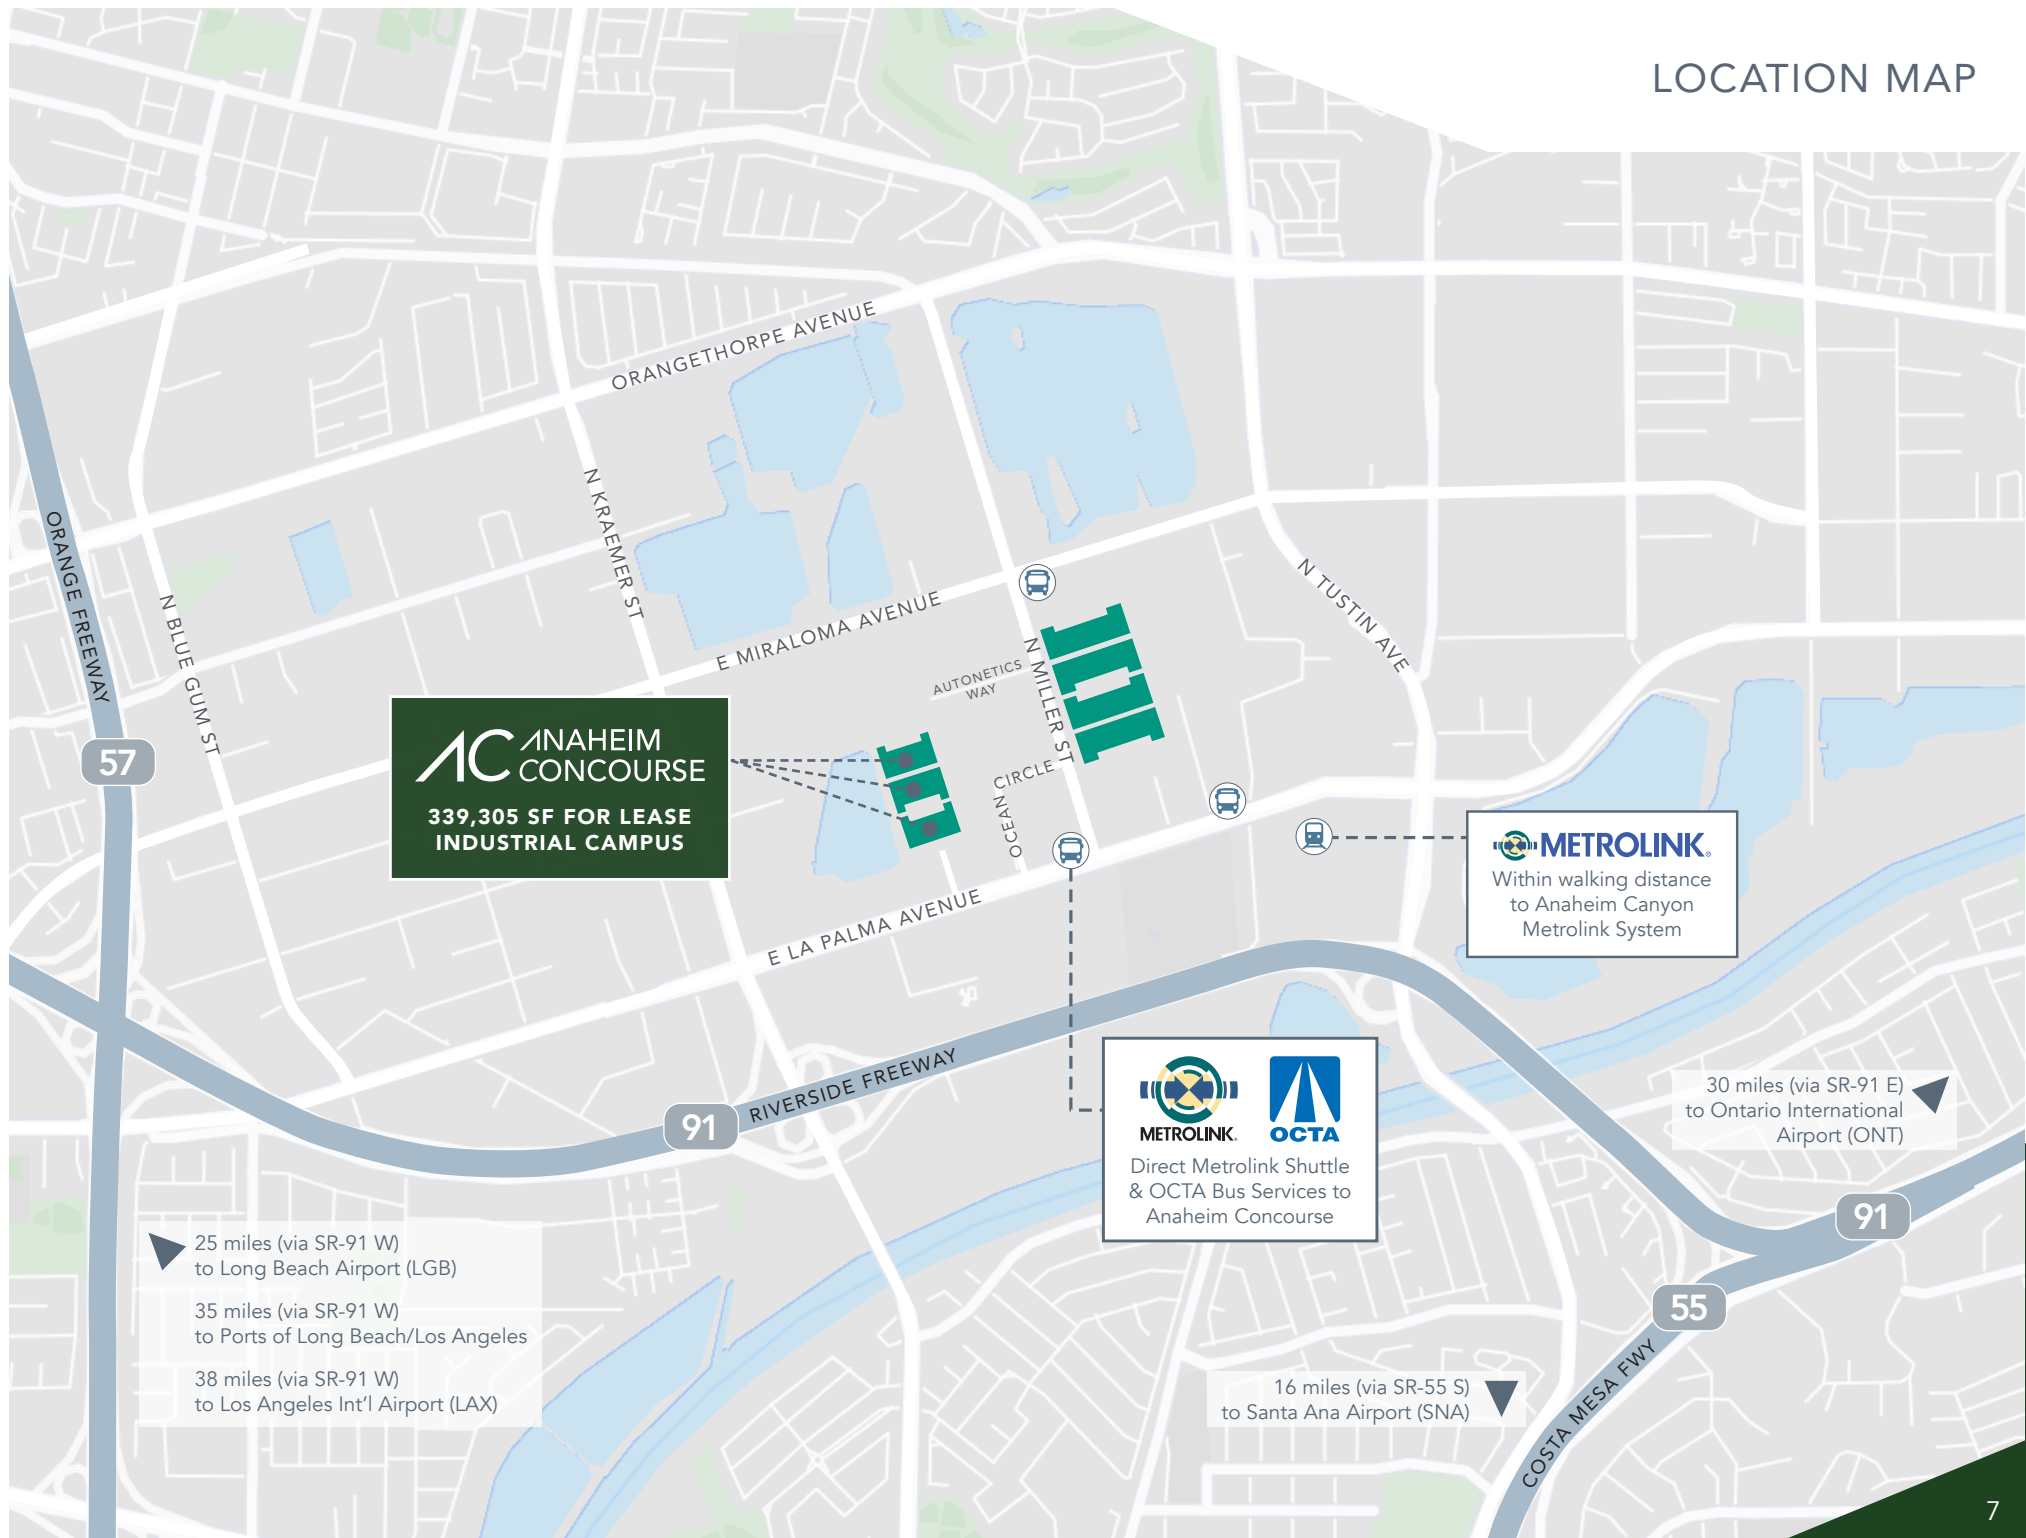 LOCATION MAP
ORANGETHORPE AVENUE
N KRAEMER ST
ORANGE FREEWAY
N BLUE GUM ST
E MIRALOMA AVENUE
N TUSTIN AVE
AUTONETICS
WAY
N MILLER ST
57
AC ANAHEIM
CONCOURSE
339,305 SF FOR LEASE
INDUSTRIAL CAMPUS
OCEAN CIRCLE
METROLINK
Within walking distance
to Anaheim Canyon
Metrolink System
E LA PALMA AVENUE
RIVERSIDE FREEWAY
91
METROLINK
OCTA
Direct Metrolink Shuttle
& OCTA Bus Services to
Anaheim Concourse
30 miles (via SR-91 E)
to Ontario International
Airport (ONT)
91
55
25 miles (via SR-91 W)
to Long Beach Airport (LGB)
35 miles (via SR-91 W)
to Ports of Long Beach/Los Angeles
38 miles (via SR-91 W)
to Los Angeles Int'l Airport (LAX)
16 miles (via SR-55 S)
to Santa Ana Airport (SNA)
COSTA MESA FWY
7